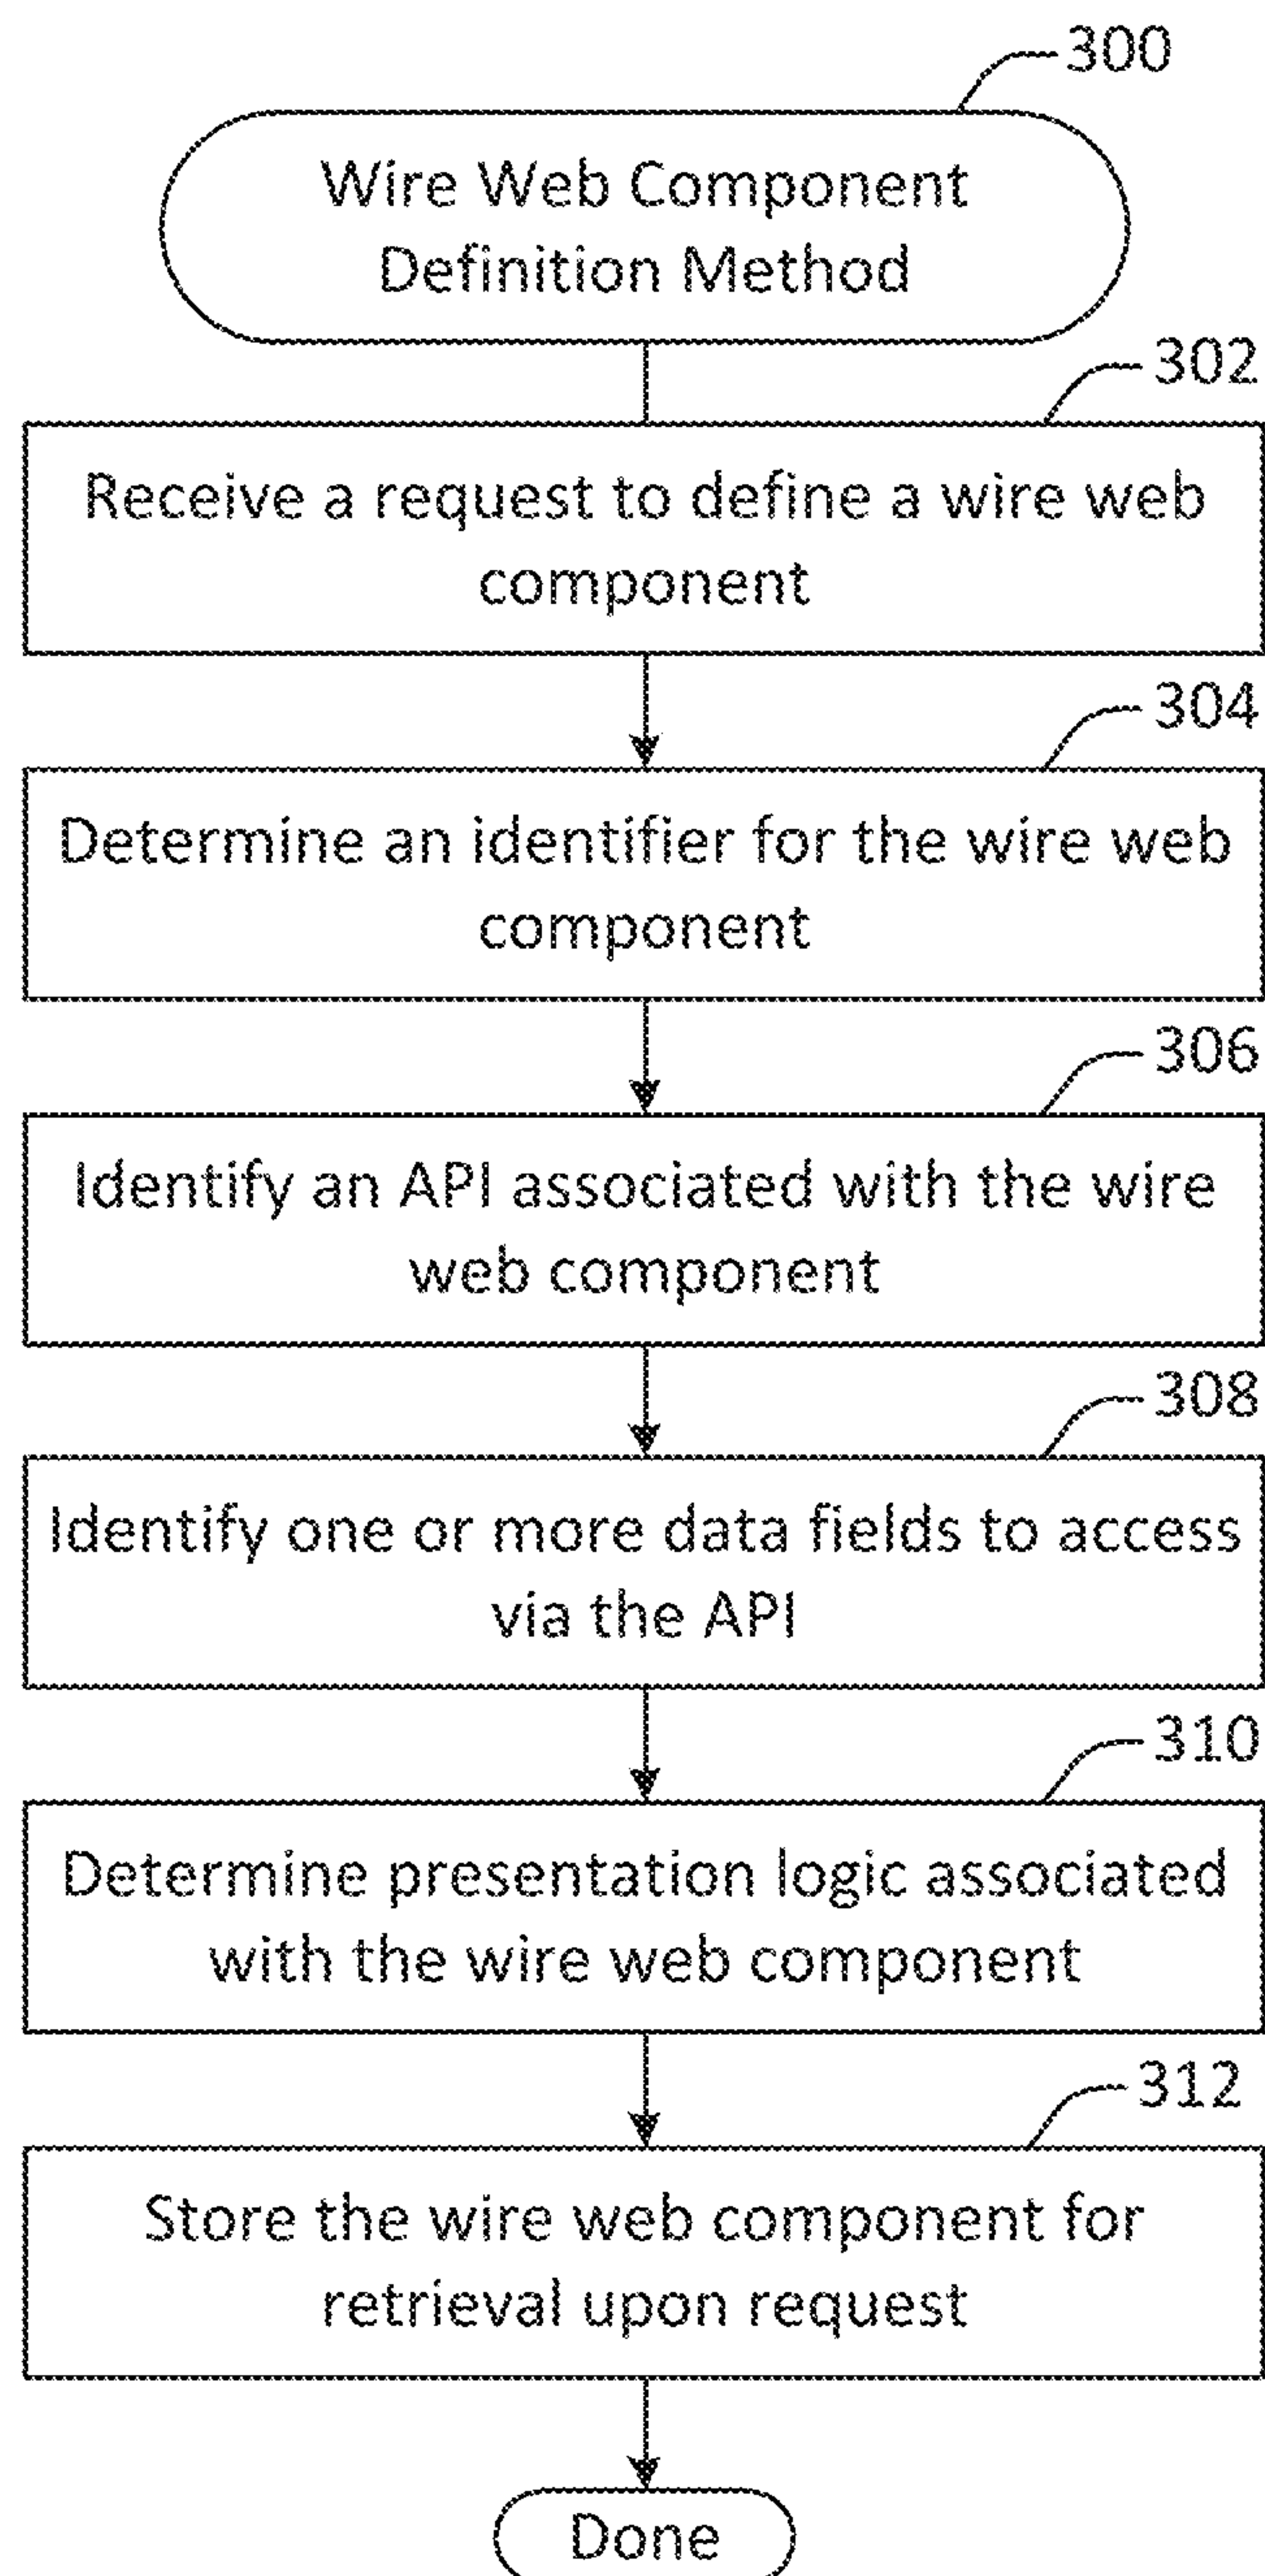 300
Wire Web Component
Definition Method
302
Receive a request to define a wire web
component
304
Determine an identifier for the wire web
component
306
Identify an API associated with the wire
web component
308
Identify one or more data fields to access
via the API
310
Determine presentation logic associated
with the wire web component
312
Store the wire web component for
retrieval upon request
Done